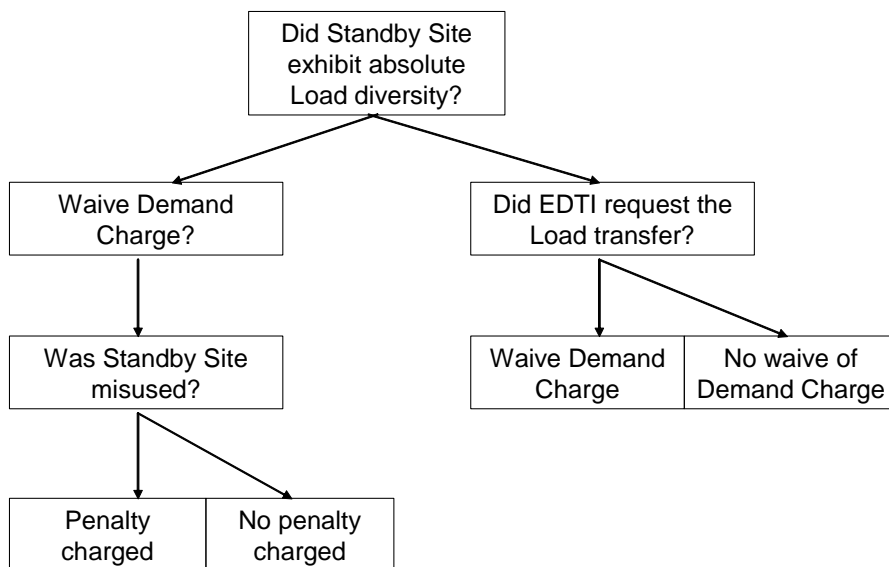 Did Standby Site
exhibit absolute
Load diversity?
Waive Demand
Charge?
Did EDTI request the
Load transfer?
Was Standby Site
misused?
Waive Demand
Charge
No waive of
Demand Charge
Penalty
charged
No penalty
charged